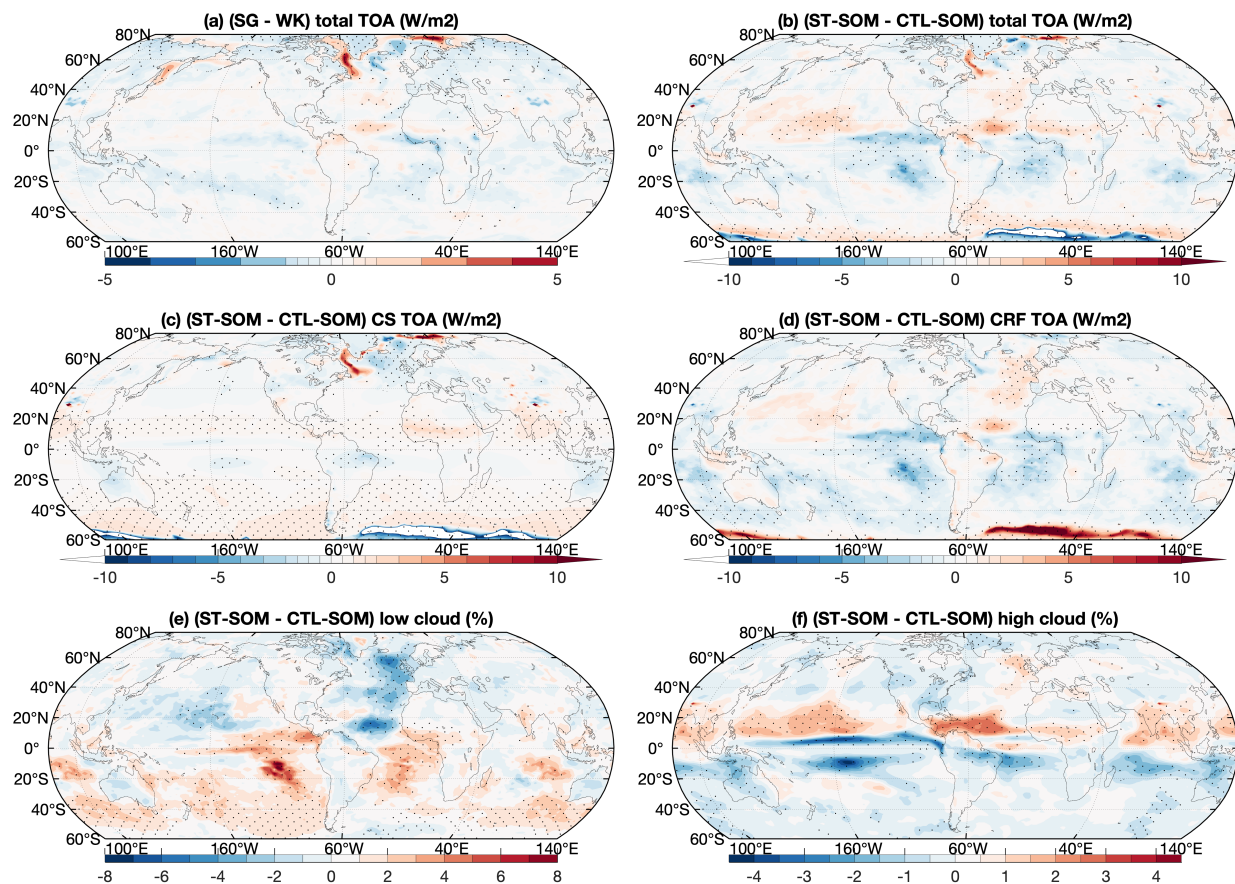 (a) (SG - WK) total TOA (W/m2)
80°N
60°N
40°N
20°N
0°
20°S
40°S
60°S
100°E 160°W 60°W 40°E 140°E
-5 0 5
(b) (ST-SOM - CTL-SOM) total TOA (W/m2)
80°N
60°N
40°N
20°N
0°
20°S
40°S
60°S
100°E 160°W 60°W 40°E 140°E
-10 -5 0 5 10
(c) (ST-SOM - CTL-SOM) CS TOA (W/m2)
80°N
60°N
40°N
20°N
0°
20°S
40°S
60°S
100°E 160°W 60°W 40°E 140°E
-10 -5 0 5 10
(d) (ST-SOM - CTL-SOM) CRF TOA (W/m2)
80°N
60°N
40°N
20°N
0°
20°S
40°S
60°S
100°E 160°W 60°W 40°E 140°E
-10 -5 0 5 10
(e) (ST-SOM - CTL-SOM) low cloud (%)
80°N
60°N
40°N
20°N
0°
20°S
40°S
60°S
100°E 160°W 60°W 40°E 140°E
-8 -6 -4 -2 0 2 4 6 8
(f) (ST-SOM - CTL-SOM) high cloud (%)
80°N
60°N
40°N
20°N
0°
20°S
40°S
60°S
100°E 160°W 60°W 40°E 140°E
-4 -3 -2 -1 0 1 2 3 4